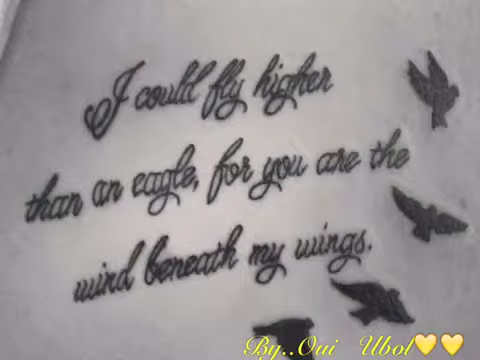 I could fly higher
than an eagle, for you are the
wind beneath my wings.
By..Oui Ubol💛💛